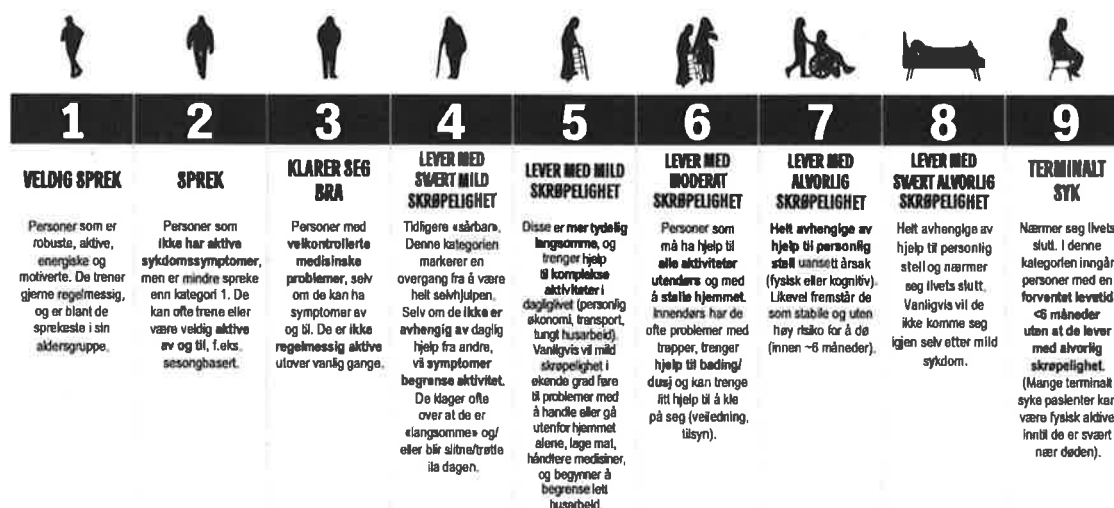 1
VELDIG SPREK
Personer som er
robuste, aktive,
energiske og
motiverte. De trener
gjerne regelmessig,
og er blant de
sprekeste i sin
aldersgruppe.
2
SPREK
Personer som
ikke har aktive
sykdomssymptomer,
men er mindre spreke
enn kategori 1. De
kan ofte trene eller
være veldig aktive
av og til, f.eks.
sesongbasert.
3
KLARER SEG
BRA
Personer med
velkontrollerte
medisinske
problemer, selv
om de kan ha
symptomer av
og til. De er ikke
regelmessig aktive
utover vanlig gange.
4
LEVER MED
SVÆRT MILD
SKRØPELIGHET
Tidligere «sårbar».
Denne kategorien
markerer en
overgang fra å være
helt selvhjulpen.
Selv om de ikke er
avhengig av daglig
hjelp fra andre,
vil symptomer
begrense aktivitet.
De klager ofte
over at de er
«langsomme» og/
eller blir slitne/trøtte
ila dagen.
5
LEVER MED MILD
SKRØPELIGHET
Disse er mer tydelig
langsomme, og
trenger hjelp
til komplekse
aktiviteter i
dagliglivet (personlig
økonomi, transport,
tungt husarbeid).
Vanligvis vil mild
skrøpelighet i
økende grad føre
til problemer med
å handle eller gå
utenfor hjemmet
alene, lage mat,
håndtere medisiner,
og begynner å
begrense lett
husarbeid.
6
LEVER MED
MODERAT
SKRØPELIGHET
Personer som
må ha hjelp til
alle aktiviteter
utendørs og med
å stelle hjemmet.
Innendørs har de
ofte problemer med
trapper, trenger
hjelp til bading/
dusj og kan trenge
litt hjelp til å kle
på seg (veiledning,
tilsyn).
7
LEVER MED
ALVORLIG
SKRØPELIGHET
Helt avhengige av
hjelp til personlig
stell uansett årsak
(fysisk eller kognitiv).
Likevel fremstår de
som stabile og uten
høy risiko for å dø
(innen ~6 måneder).
8
LEVER MED
SVÆRT ALVORLIG
SKRØPELIGHET
Helt avhengige av
hjelp til personlig
stell og nærmer
seg livets slutt.
Vanligvis vil de
ikke komme seg
igjen selv etter mild
sykdom.
9
TERMINALT
SYK
Nærmer seg livets
slutt. I denne
kategorien inngår
personer med en
forventet levetid
<6 måneder
uten at de lever
med alvorlig
skrøpelighet.
(Mange terminalt
syke pasienter kan
være fysisk aktive
inntil de er svært
nær døden).